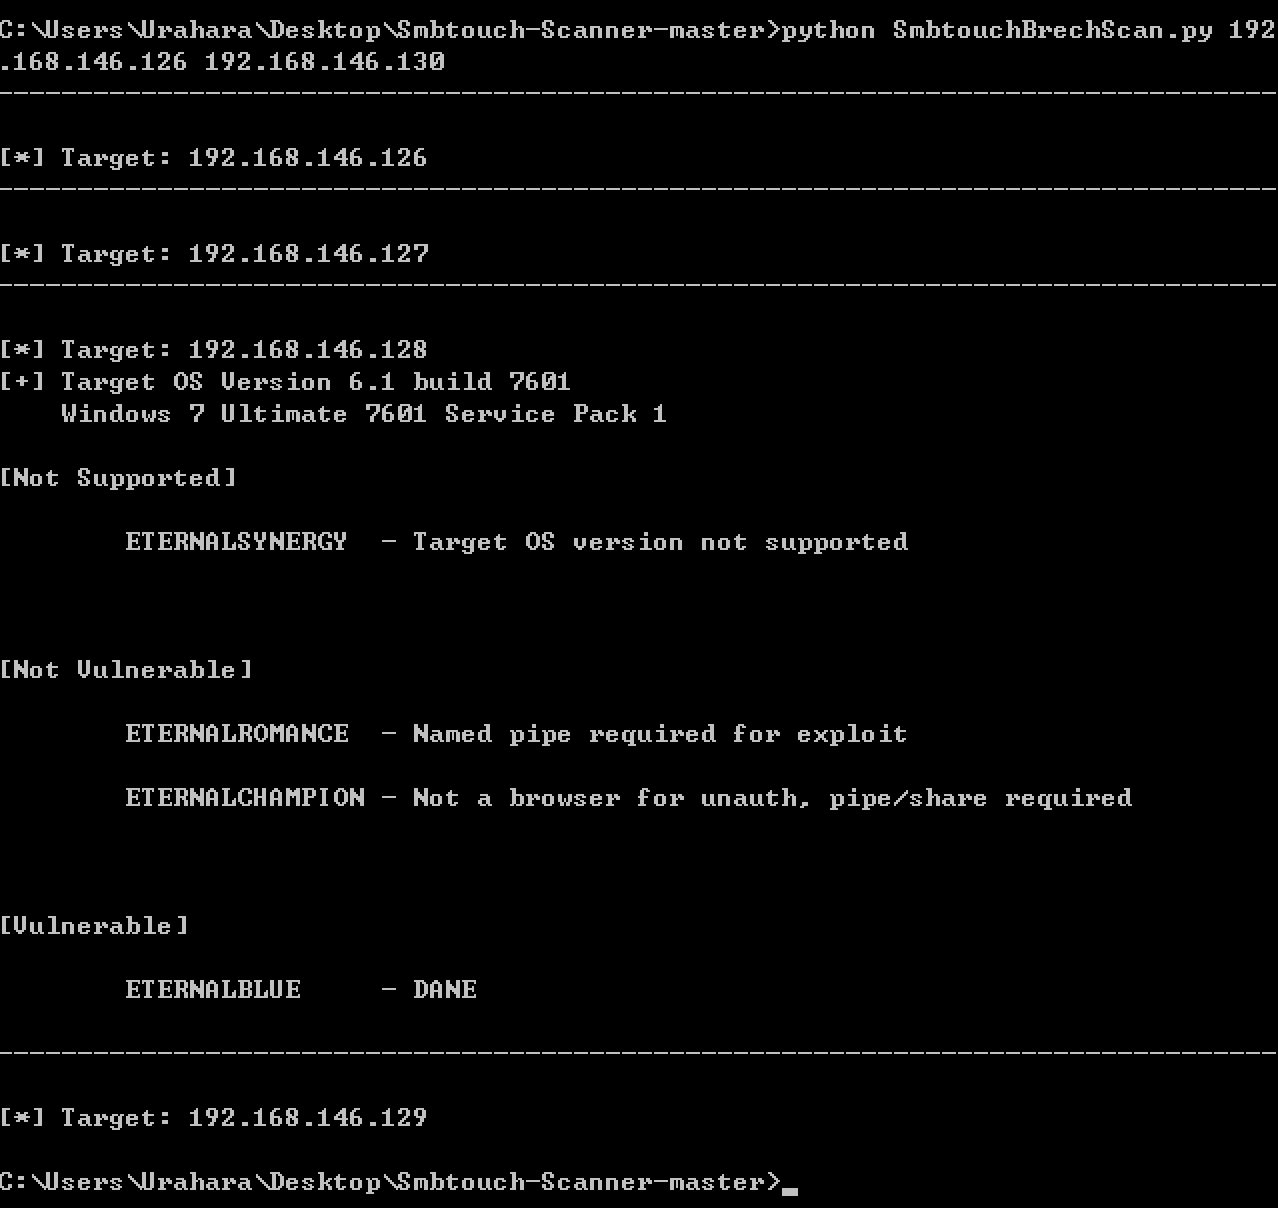 C:\Users\Urahara\Desktop\Smbtouch-Scanner-master>python SmbtouchBrechScan.py 192
.168.146.126 192.168.146.130
--------------------------------------------------------------------------------
[*] Target: 192.168.146.126
--------------------------------------------------------------------------------
[*] Target: 192.168.146.127
--------------------------------------------------------------------------------
[*] Target: 192.168.146.128
[+] Target OS Version 6.1 build 7601
    Windows 7 Ultimate 7601 Service Pack 1
[Not Supported]
        ETERNALSYNERGY  - Target OS version not supported
[Not Vulnerable]
        ETERNALROMANCE  - Named pipe required for exploit
        ETERNALCHAMPION - Not a browser for unauth, pipe/share required
[Vulnerable]
        ETERNALBLUE     - DANE
--------------------------------------------------------------------------------
[*] Target: 192.168.146.129
C:\Users\Urahara\Desktop\Smbtouch-Scanner-master>_